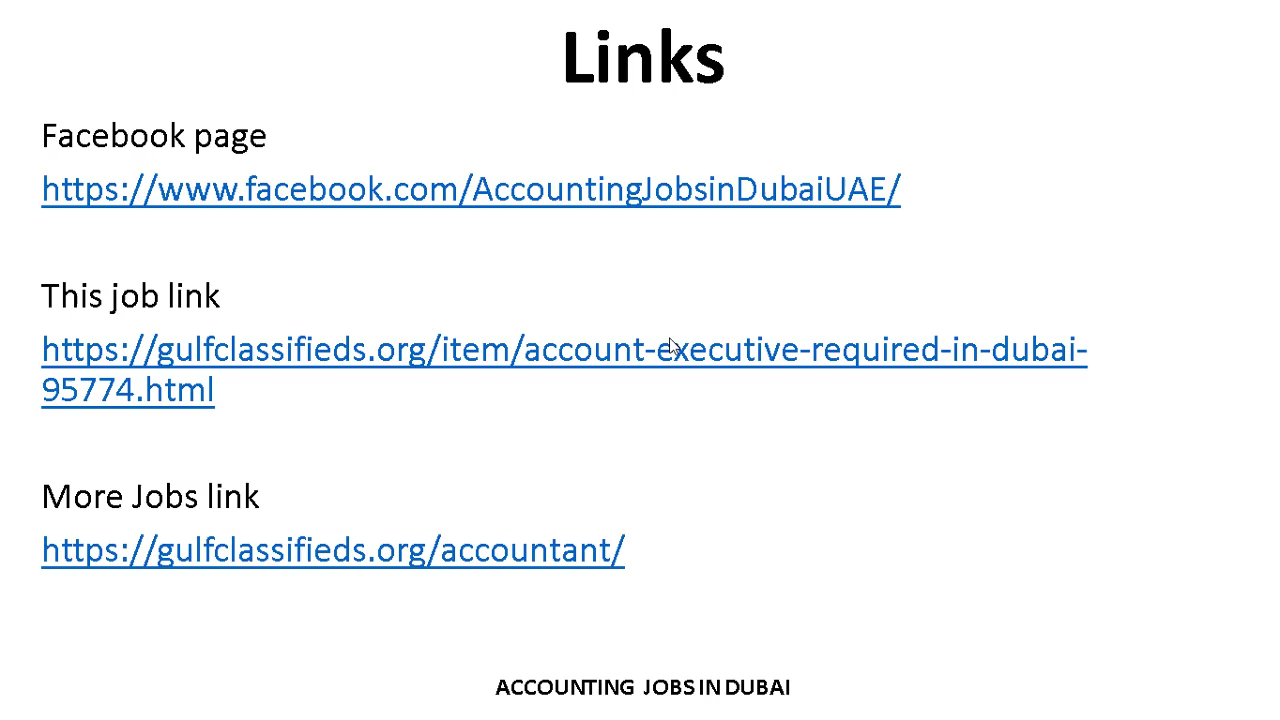 Links
Facebook page
https://www.facebook.com/AccountingJobsinDubaiUAE/
This job link
https://gulfclassifieds.org/item/account-executive-required-in-dubai-
95774.html
More Jobs link
https://gulfclassifieds.org/accountant/
ACCOUNTING JOBS IN DUBAI